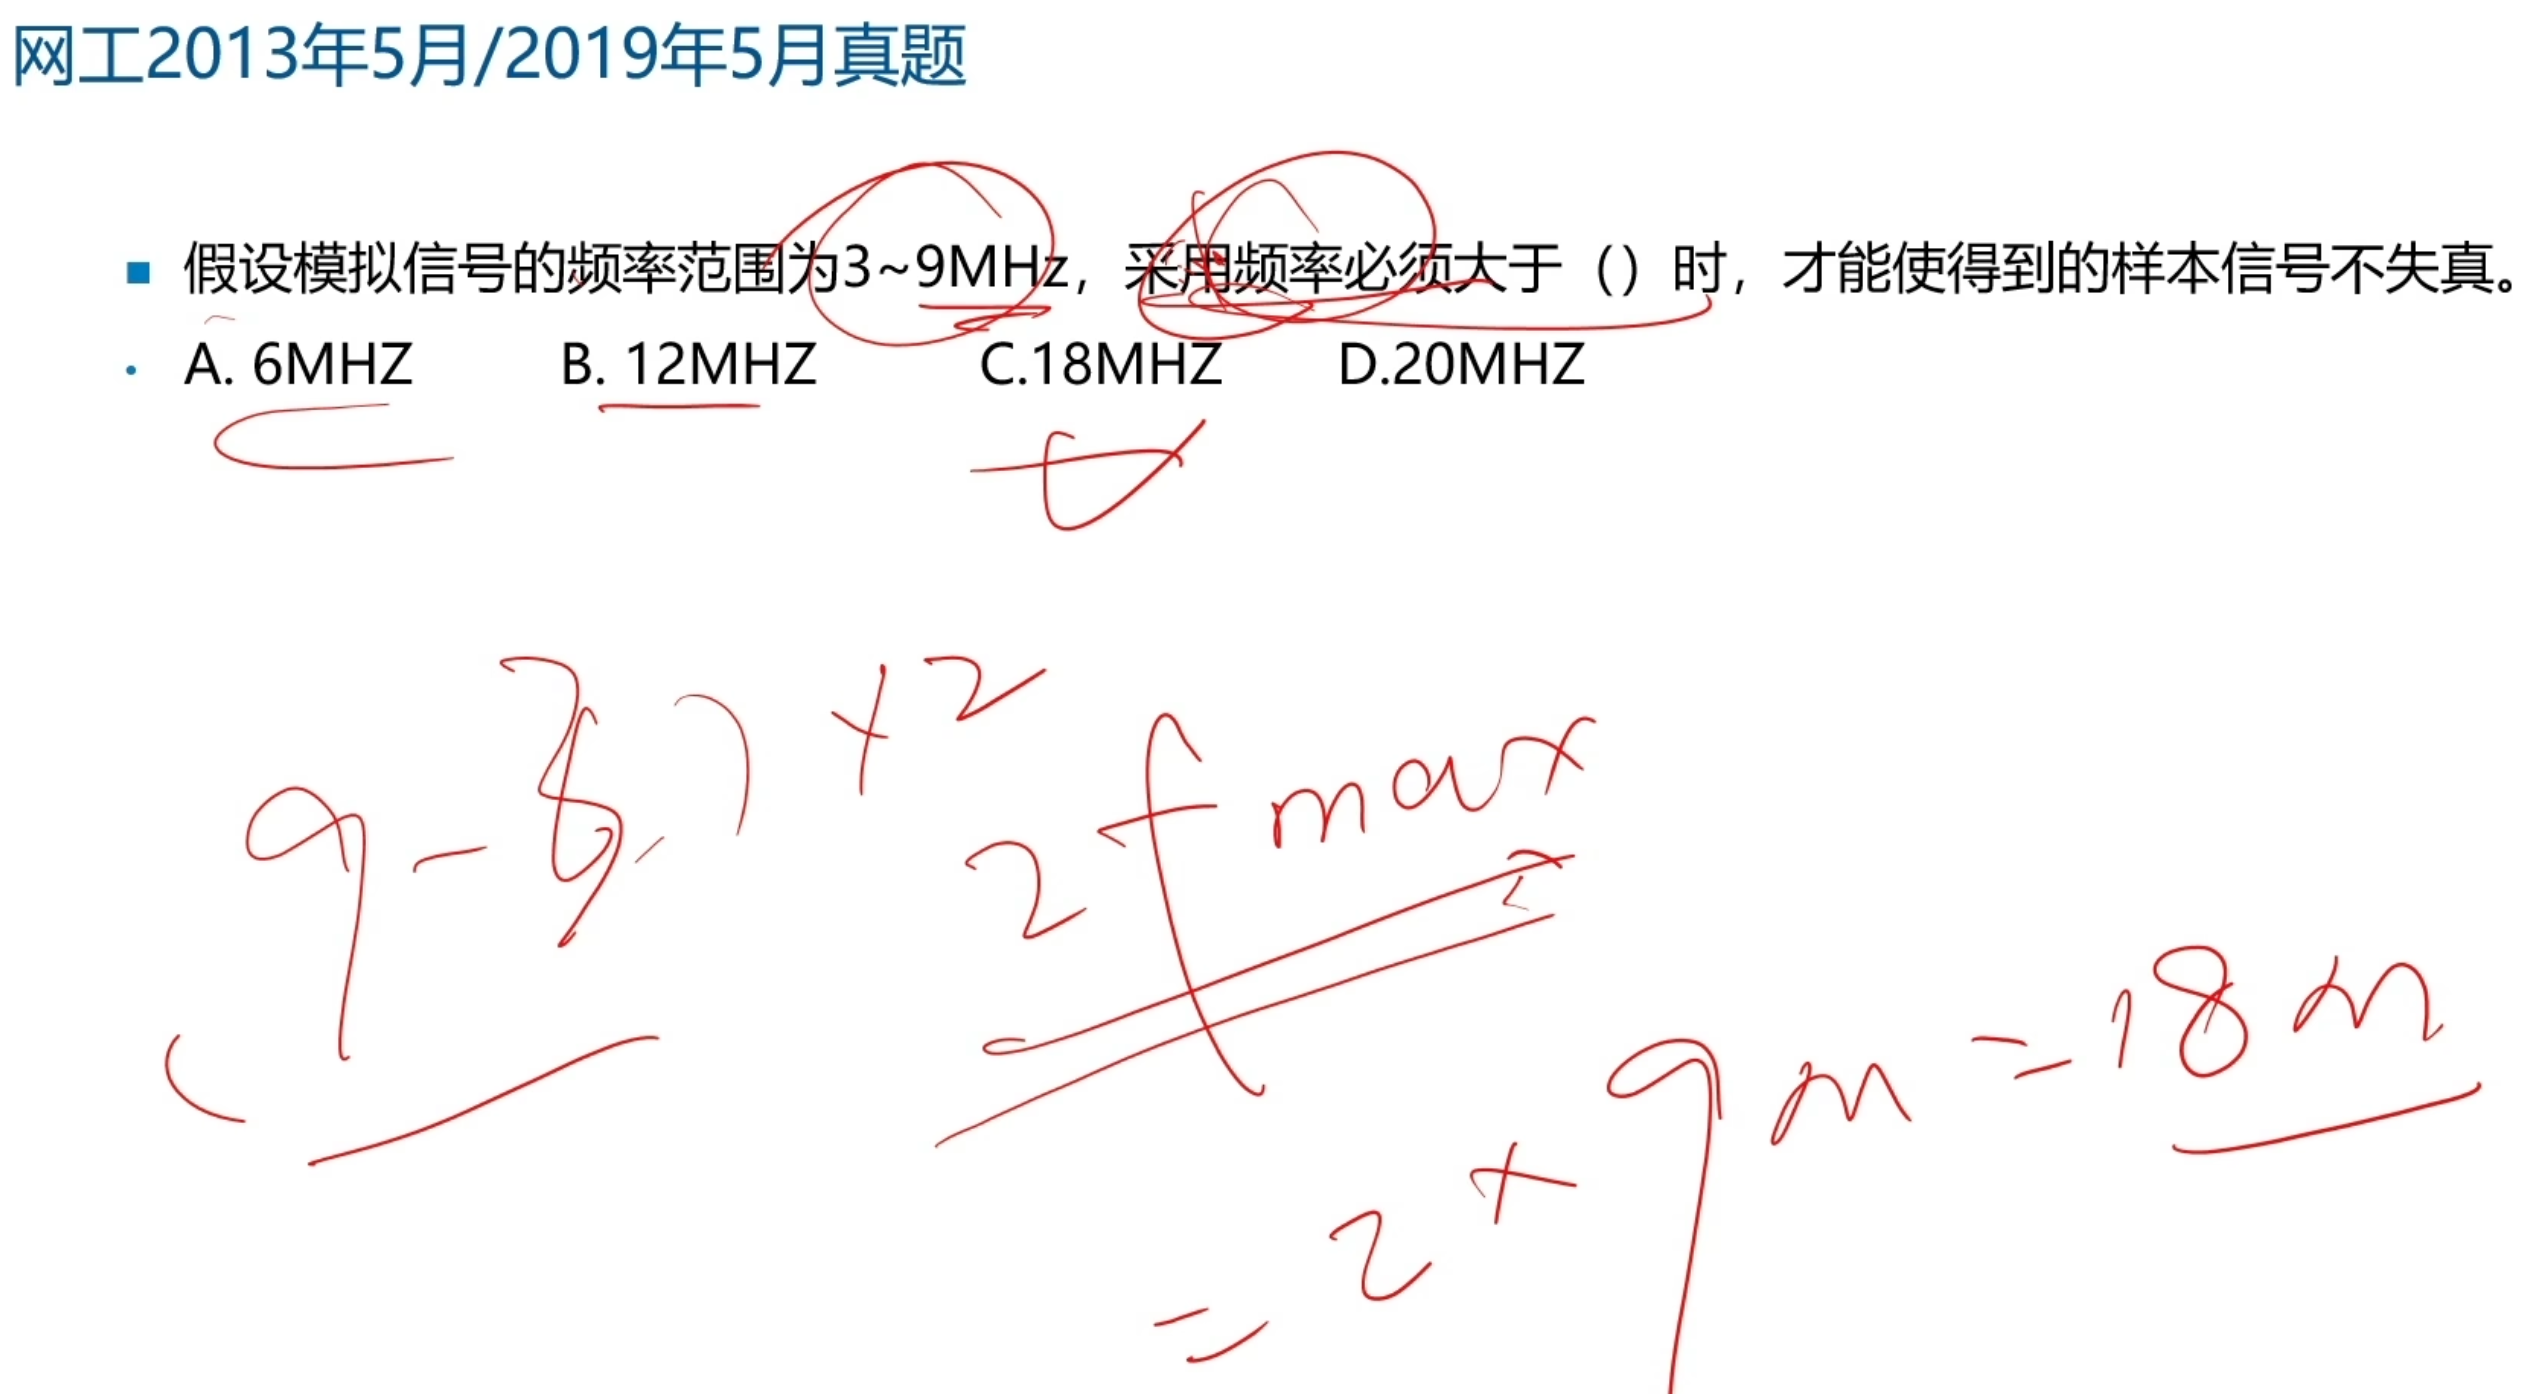 网工2013年5月/2019年5月真题
■ 假设模拟信号的频率范围为3~9MHz，采用频率必须大于（）时，才能使得到的样本信号不失真。
• A. 6MHZ B. 12MHZ C.18MHZ D.20MHZ
(9-3)×2
2fmax
=2×9m=18m